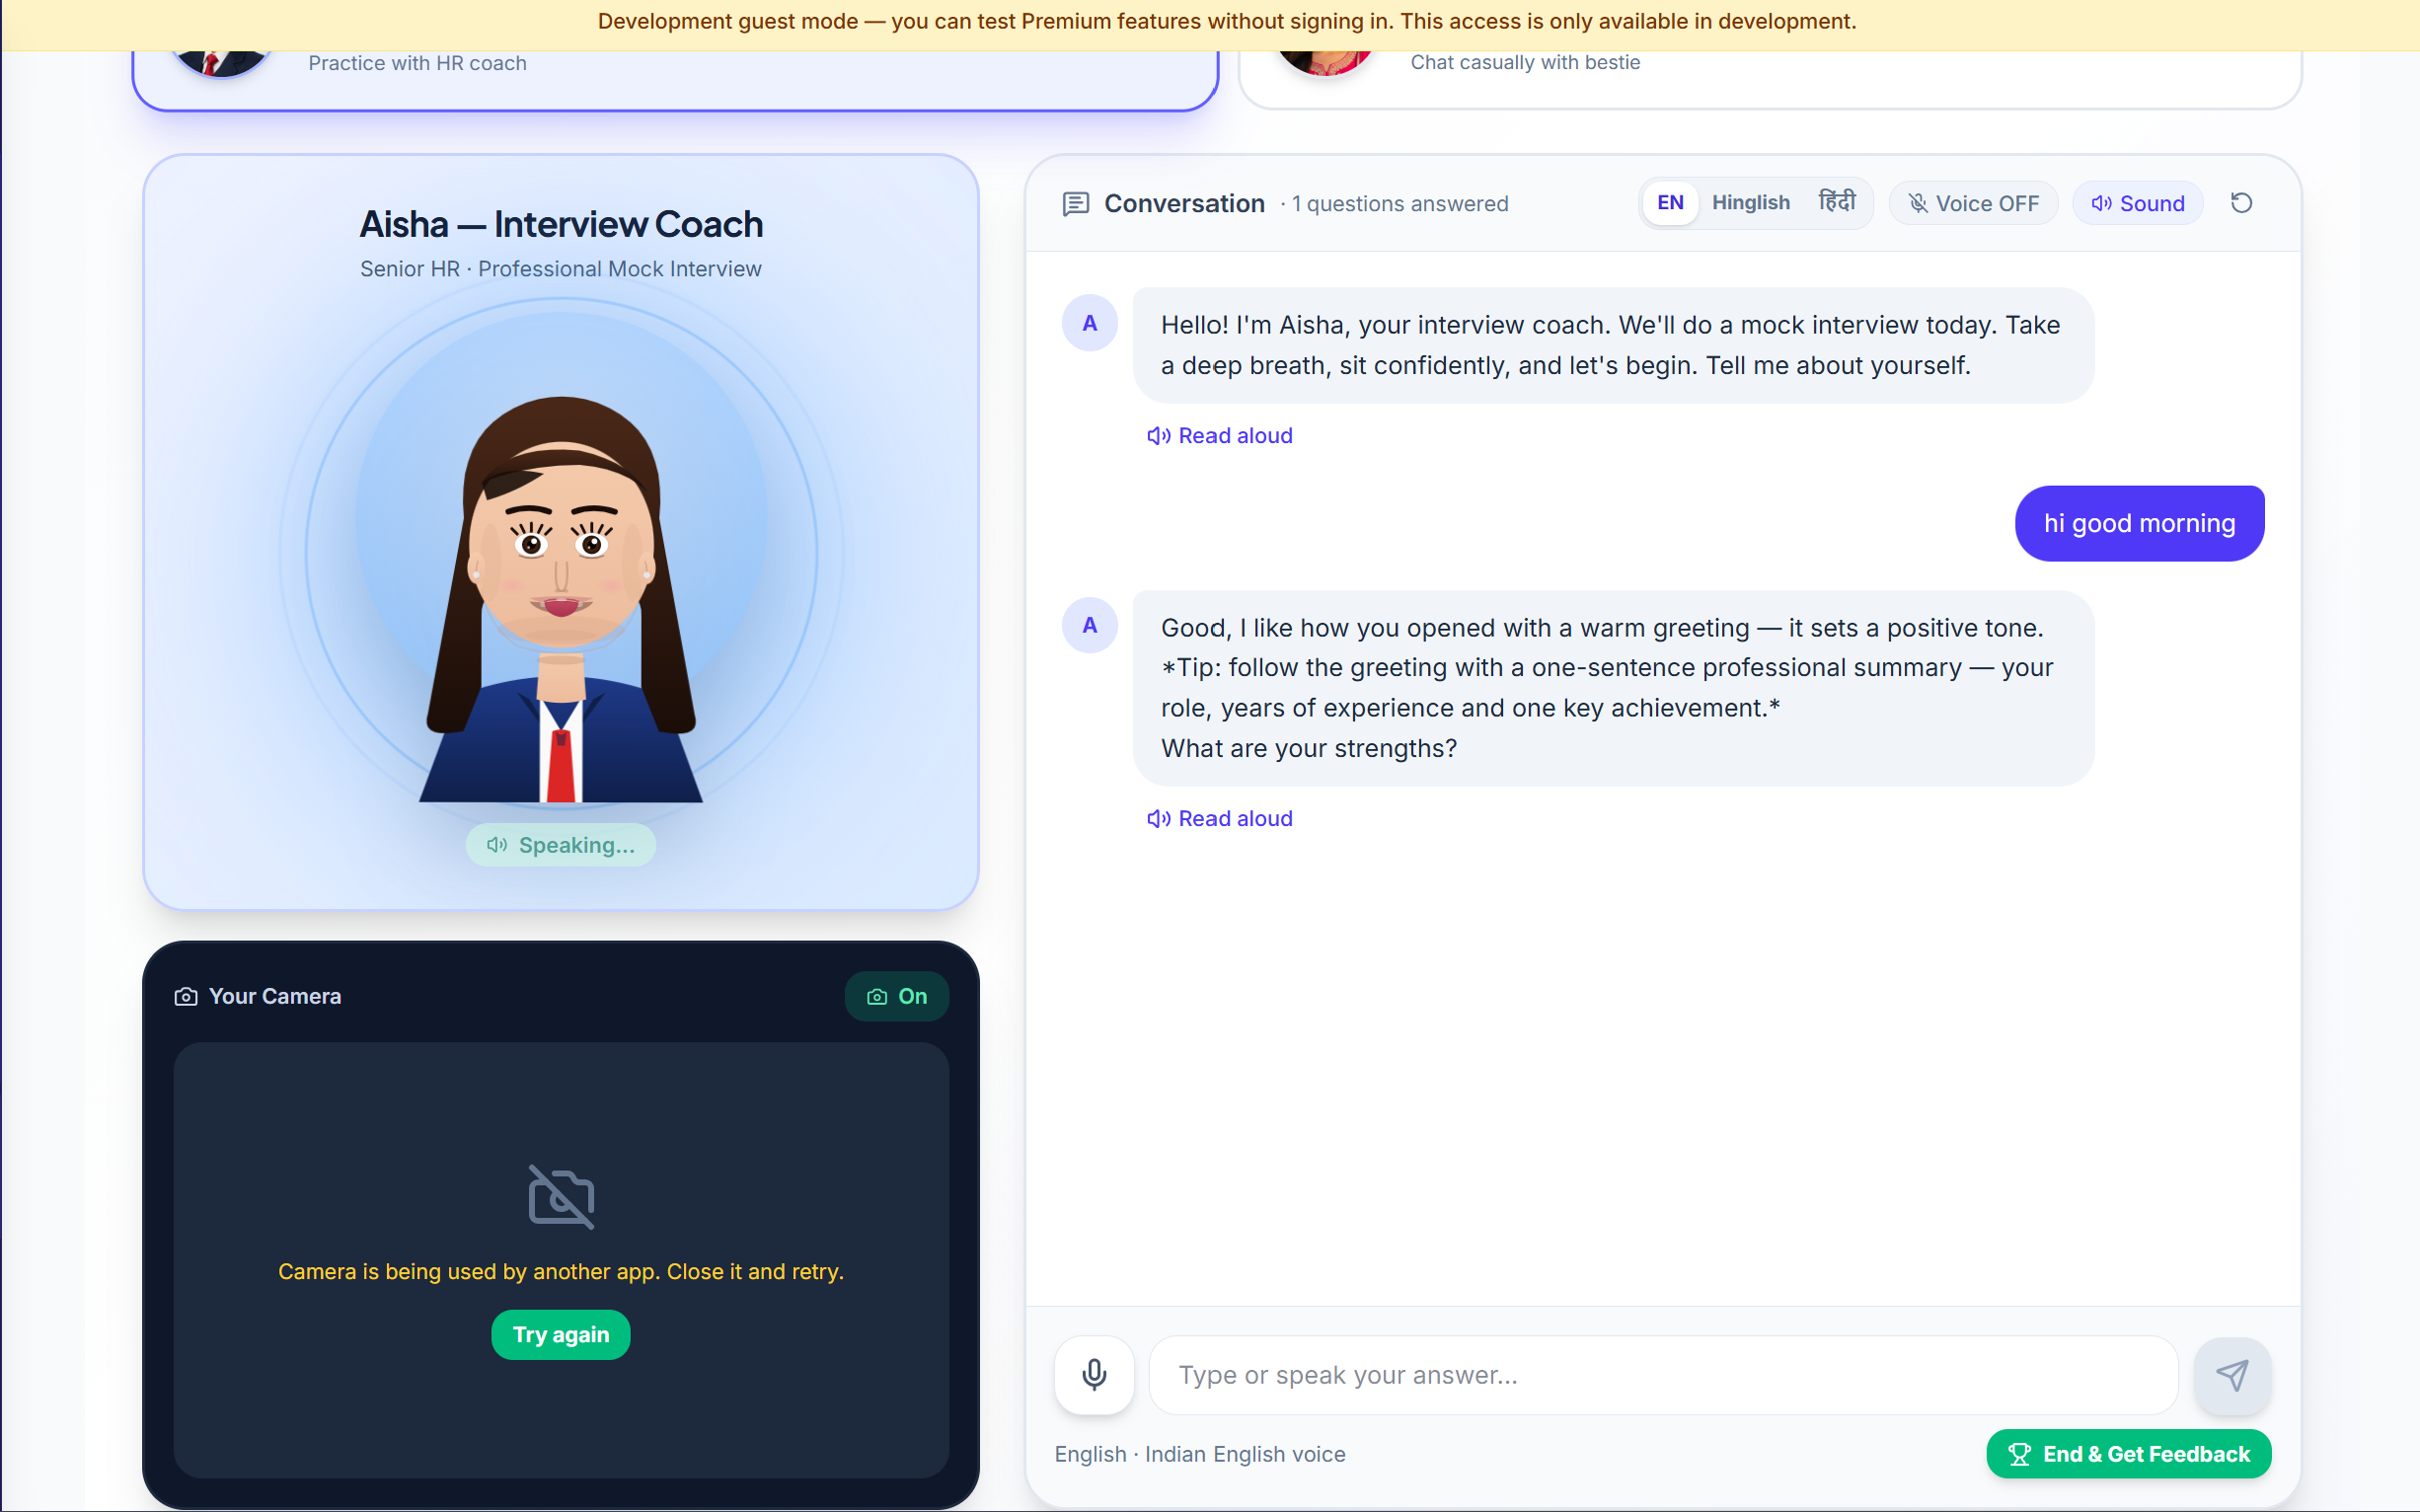 Development guest mode — you can test Premium features without signing in. This access is only available in development.
Practice with HR coach
Chat casually with bestie
Aisha — Interview Coach
Senior HR · Professional Mock Interview
Speaking...
Your Camera
On
Camera is being used by another app. Close it and retry.
Try again
Conversation · 1 questions answered
EN Hinglish हिंदी Voice OFF Sound
A
Hello! I'm Aisha, your interview coach. We'll do a mock interview today. Take
a deep breath, sit confidently, and let's begin. Tell me about yourself.
Read aloud
hi good morning
A
Good, I like how you opened with a warm greeting — it sets a positive tone.
*Tip: follow the greeting with a one-sentence professional summary — your
role, years of experience and one key achievement.*
What are your strengths?
Read aloud
Type or speak your answer...
English · Indian English voice
End & Get Feedback